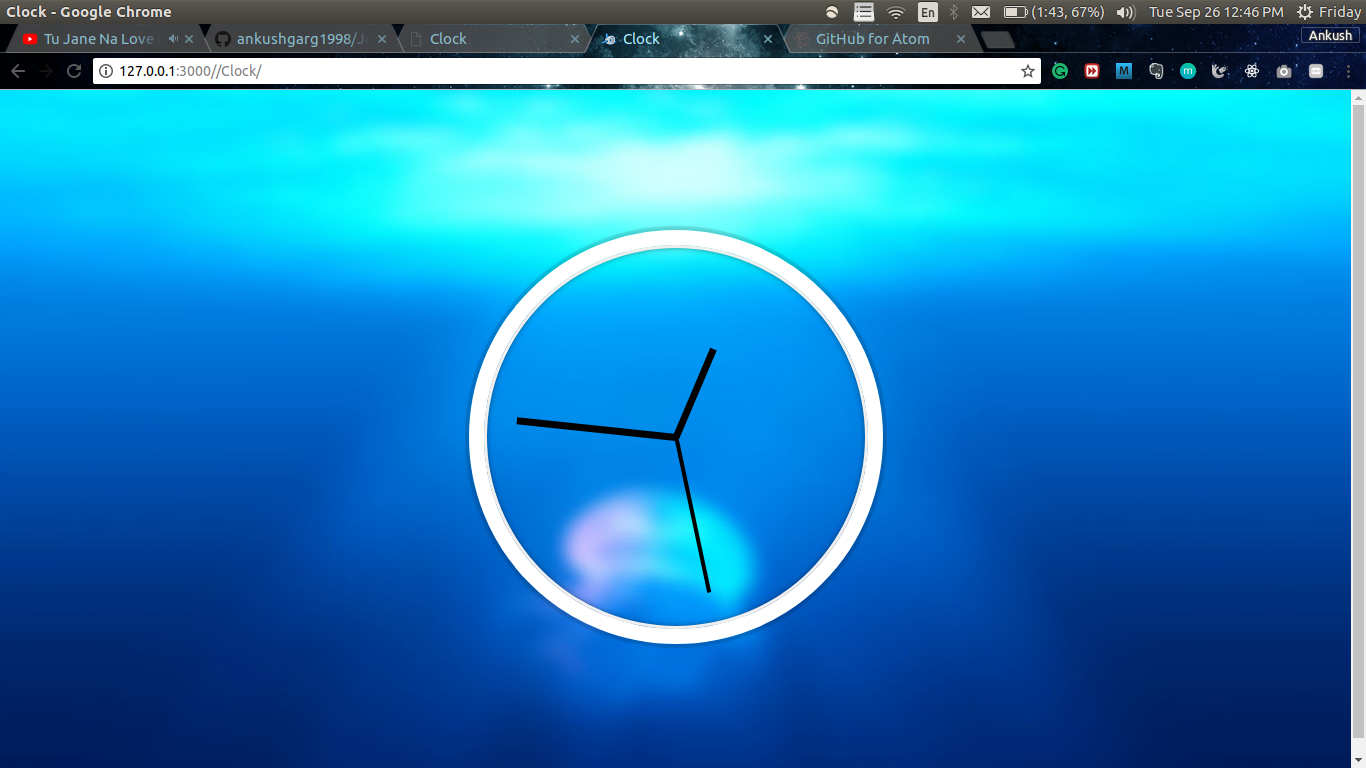 Clock - Google Chrome
En
(1:43, 67%)
Tue Sep 26 12:46 PM
Friday
Tu Jane Na Love
ankushgarg1998/J
Clock
Clock
GitHub for Atom
Ankush
127.0.0.1:3000//Clock/
M
m